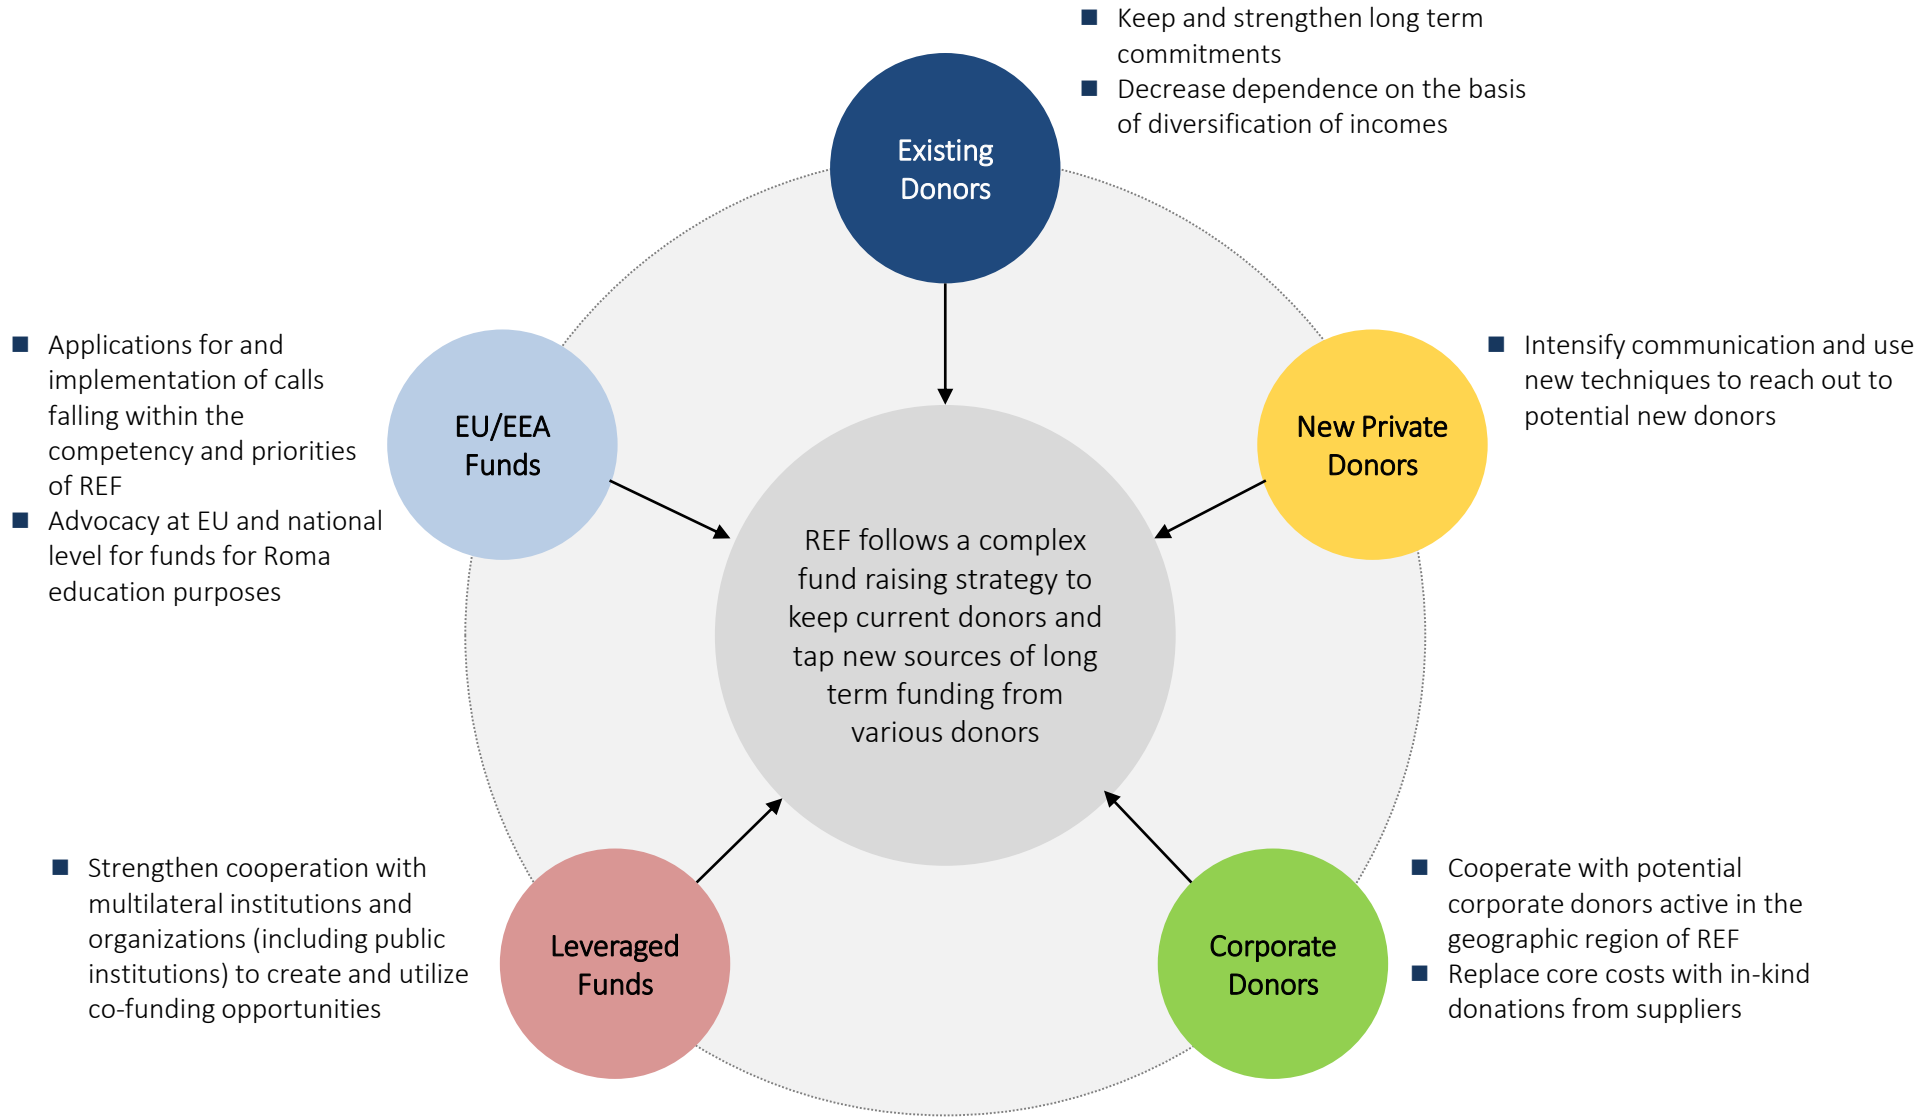 Keep and strengthen long term
commitments
Decrease dependence on the basis
of diversification of incomes
Existing
Donors
Applications for and
implementation of calls
falling within the
competency and priorities
of REF
Advocacy at EU and national
level for funds for Roma
education purposes
EU/EEA
Funds
New Private
Donors
Intensify communication and use
new techniques to reach out to
potential new donors
REF follows a complex
fund raising strategy to
keep current donors and
tap new sources of long
term funding from
various donors
Strengthen cooperation with
multilateral institutions and
organizations (including public
institutions) to create and utilize
co-funding opportunities
Leveraged
Funds
Corporate
Donors
Cooperate with potential
corporate donors active in the
geographic region of REF
Replace core costs with in-kind
donations from suppliers